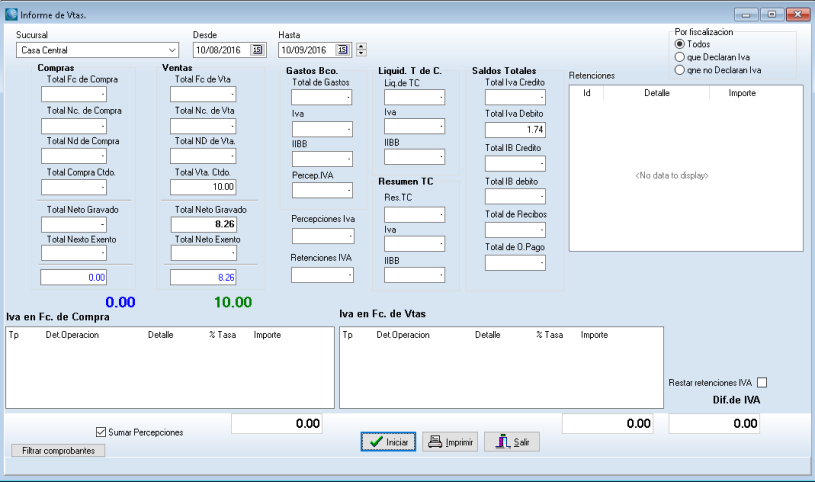 Informe de Vtas.
Sucursal Desde Hasta
Casa Central 10/08/2016 15 10/09/2016 15
Por fiscalizacion
Todos
que Declaran Iva
qne no Declaran Iva
Compras
Total Fc de Compra
-
Total Nc. de Compra
-
Total Nd de Compra
-
Total Compra Ctdo.
-
Total Neto Gravado
-
Total Nexto Exento
-
0.00
0.00
Ventas
Total Fc de Vta
-
Total Nc. de Vta
-
Total ND de Vta.
-
Total Vta. Ctdo.
10.00
Total Neto Gravado
8.26
Total Neto Exento
-
8.26
10.00
Gastos Bco.
Total de Gastos
-
Iva
-
IIBB
-
Percep.IVA
-
Percepciones Iva
-
Retenciones IVA
-
Liquid. T de C.
Liq.de TC
-
Iva
-
IIBB
-
Resumen TC
Res.TC
-
Iva
-
IIBB
-
Saldos Totales
Total Iva Credito
-
Total Iva Debito
1.74
Total IB Credito
-
Total IB debito
-
Total de Recibos
-
Total de O.Pago
-
Retenciones
Id Detalle Importe
<No data to display>
Iva en Fc. de Compra
Tp Det.Operacion Detalle % Tasa Importe
Iva en Fc. de Vtas
Tp Det.Operacion Detalle % Tasa Importe
Restar retenciones IVA
Dif.de IVA
0.00 0.00 0.00
Sumar Percepciones
Iniciar Imprimir Salir
Filtrar comprobantes